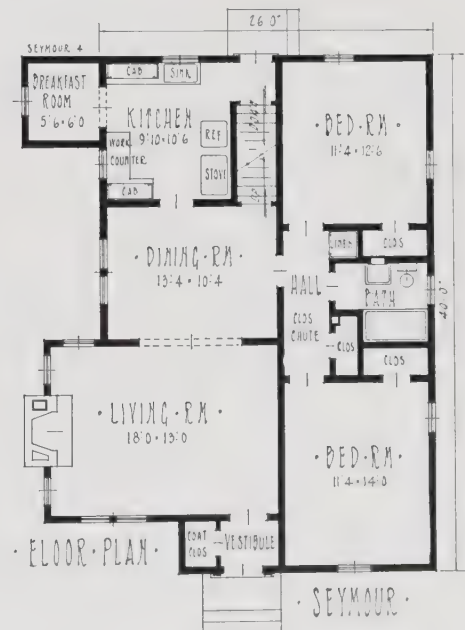 26'·0"
SEYMOUR 4
BREAKFAST
ROOM
5'·6×6'·0
CAB
SINK
KITCHEN
9'·10×10'·6
WORK
COUNTER
CAB
REF
STOVE
· BED·RM ·
11'·4×12'·6
LINEN
CLOS
· DINING·RM ·
13'·4×10'·4
HALL
BATH
CLOS
CHUTE
CLOS
CLOS
40'·0"
· LIVING·RM ·
18'·0×13'·0
· BED·RM ·
11'·4×14'·0
COAT
CLOS
VESTIBULE
· FLOOR·PLAN ·
· SEYMOUR ·